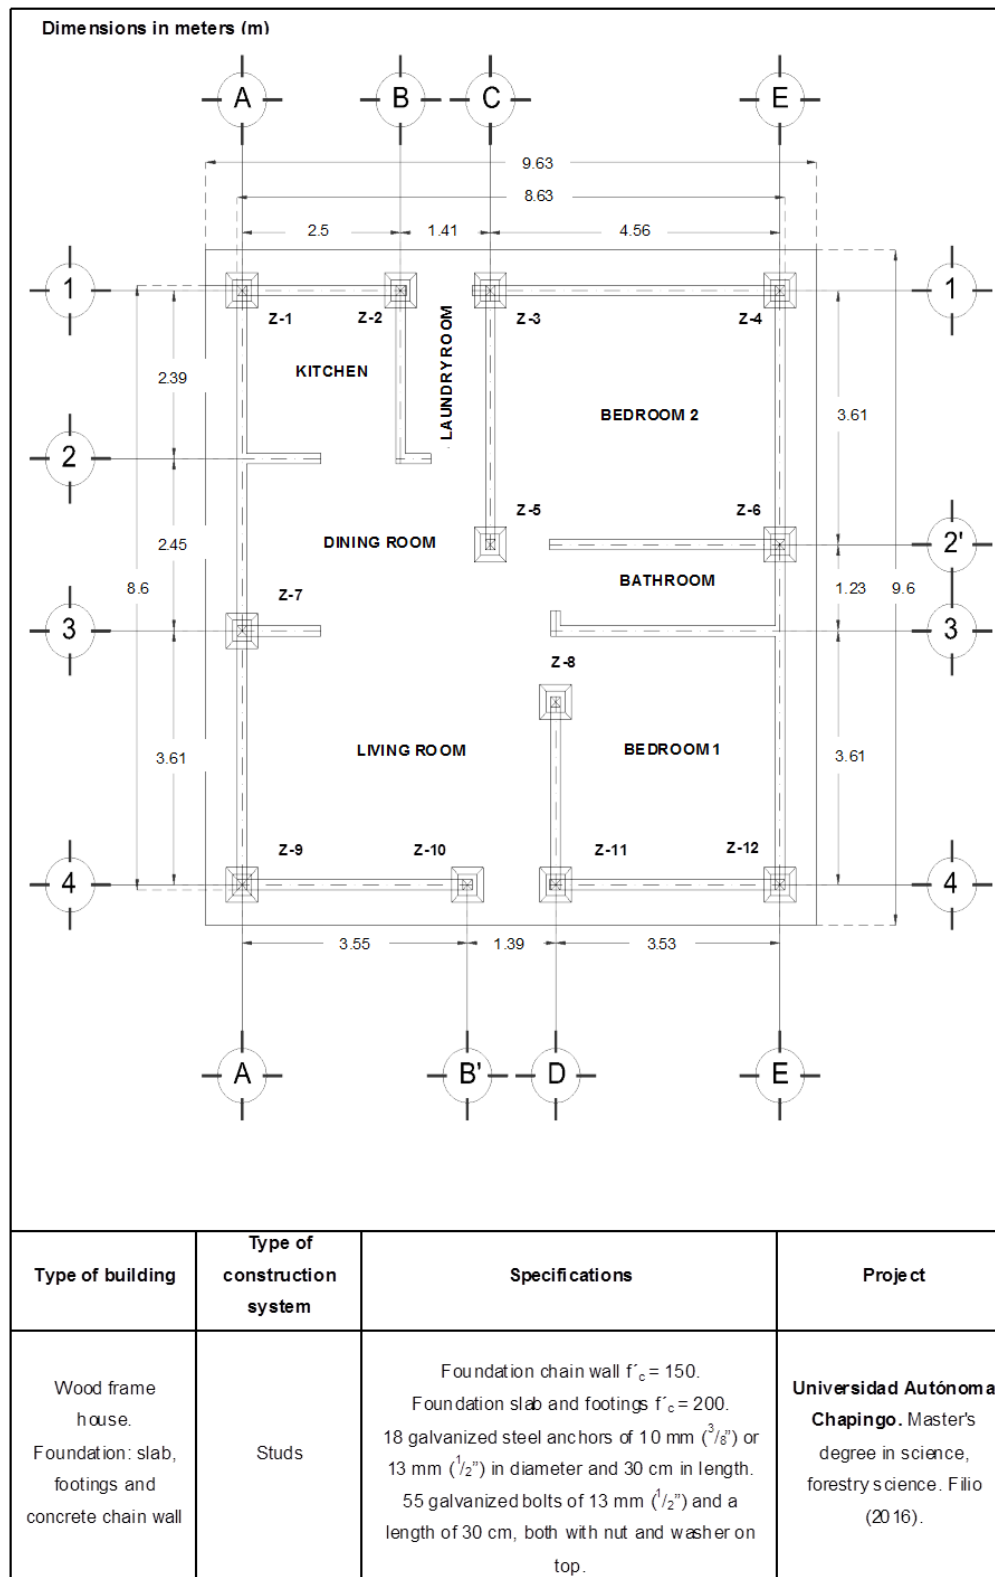 Dimensions in meters (m)
A B C E
9.63
8.63
2.5 1.41 4.56
1 1
Z-1 Z-2 Z-3 Z-4
KITCHEN
LAUNDRY ROOM
2.39
BEDROOM 2
3.61
2
Z-5 Z-6
DINING ROOM
2'
2.45
BATHROOM
8.6
Z-7
1.23 9.6
3 3
Z-8
LIVING ROOM
BEDROOM 1
3.61 3.61
Z-9 Z-10 Z-11 Z-12
4 4
3.55 1.39 3.53
A B' D E
Type of building
Type of
construction
system
Specifications
Project
Wood frame
house.
Foundation: slab,
footings and
concrete chain wall
Studs
Foundation chain wall f´c = 150.
Foundation slab and footings f´c = 200.
18 galvanized steel anchors of 10 mm (3/8”) or
13 mm (1/2”) in diameter and 30 cm in length.
55 galvanized bolts of 13 mm (1/2”) and a
length of 30 cm, both with nut and washer on
top.
Universidad Autónoma
Chapingo. Master's
degree in science,
forestry science. Filio
(2016).